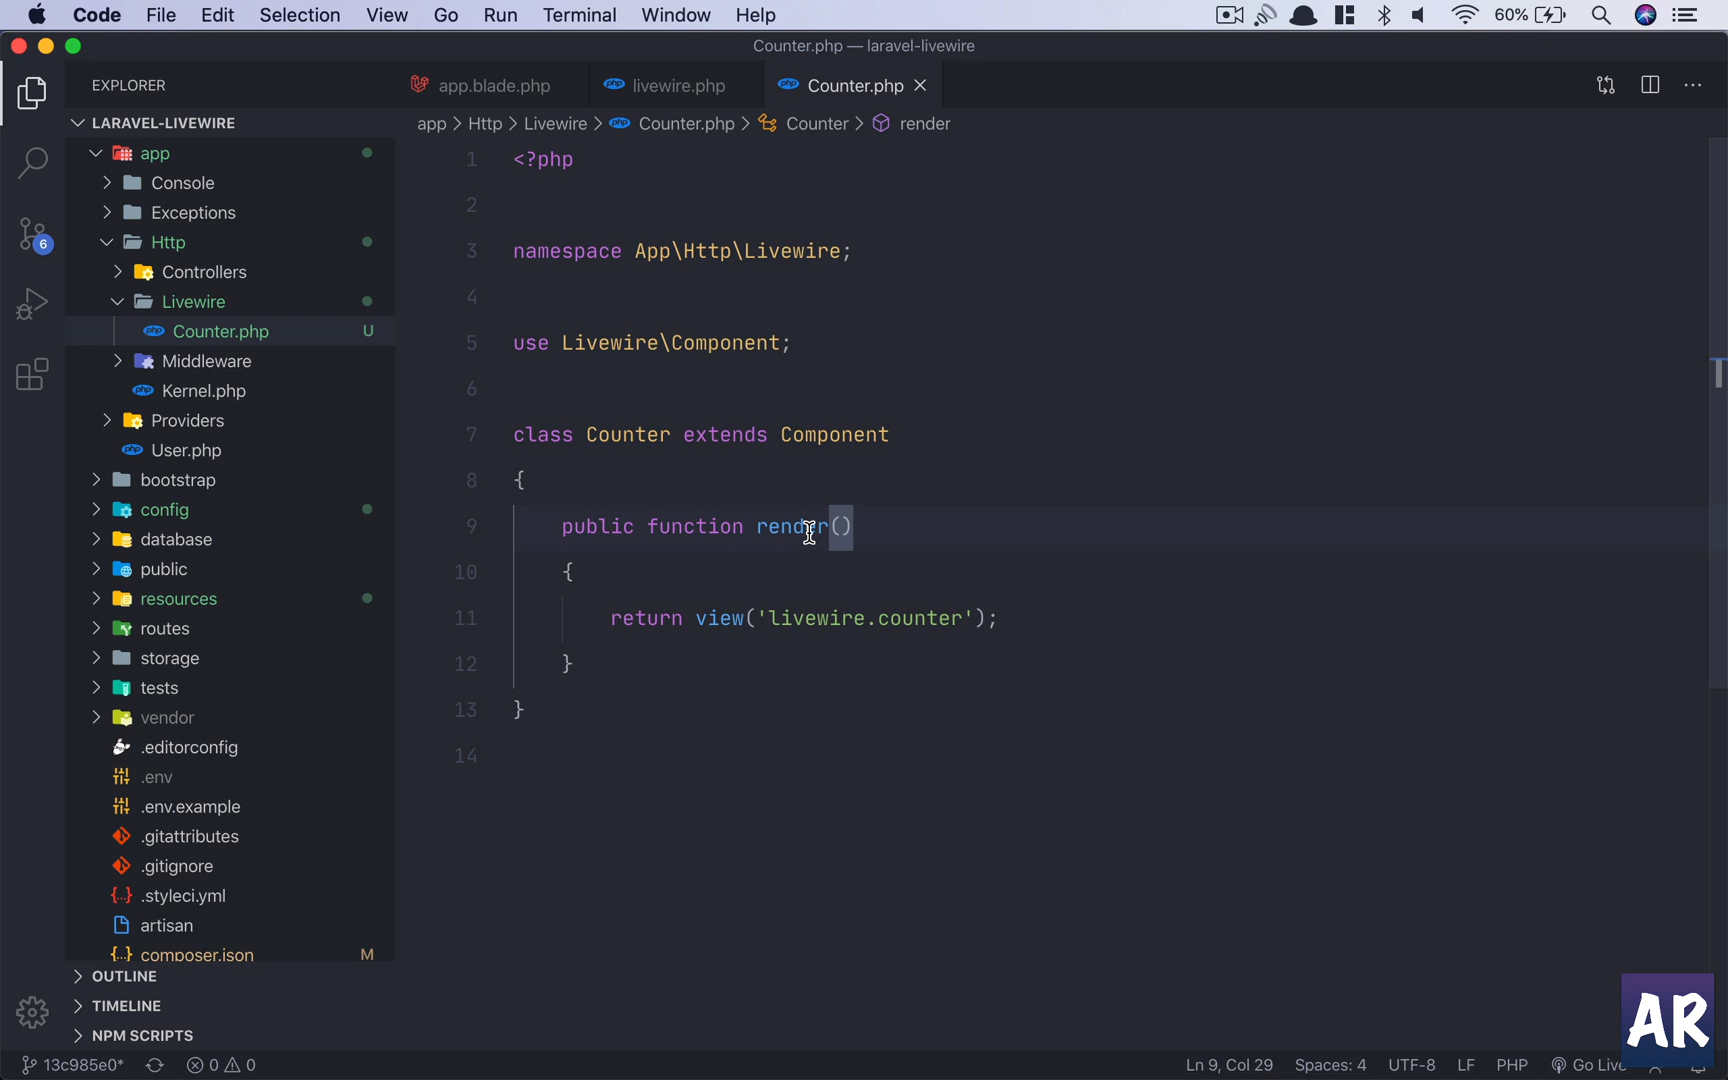 Code File Edit Selection View Go Run Terminal Window Help 60%
Counter.php — laravel-livewire
EXPLORER
app.blade.php livewire.php Counter.php
LARAVEL-LIVEWIRE
app > Http > Livewire > Counter.php > Counter > render
app
Console
Exceptions
Http
Controllers
Livewire
Counter.php U
Middleware
Kernel.php
Providers
User.php
bootstrap
config
database
public
resources
routes
storage
tests
vendor
.editorconfig
.env
.env.example
.gitattributes
.gitignore
.styleci.yml
artisan
composer.json M
OUTLINE
TIMELINE
NPM SCRIPTS
6
1 <?php
2
3 namespace App\Http\Livewire;
4
5 use Livewire\Component;
6
7 class Counter extends Component
8 {
9 public function render()
10 {
11 return view('livewire.counter');
12 }
13 }
14
AR
13c985e0* 0 0 Ln 9, Col 29 Spaces: 4 UTF-8 LF PHP Go Live